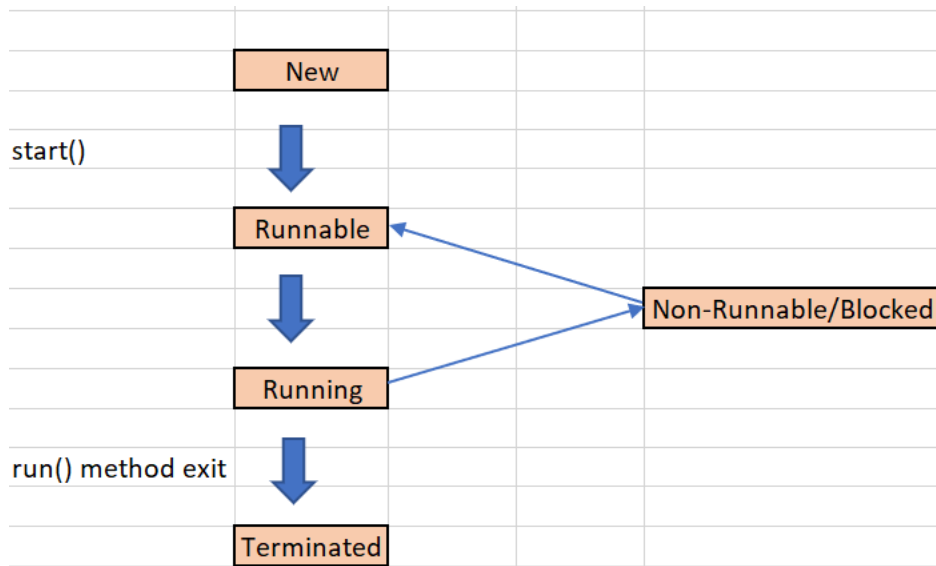 New
start()
Runnable
Non-Runnable/Blocked
Running
run() method exit
Terminated